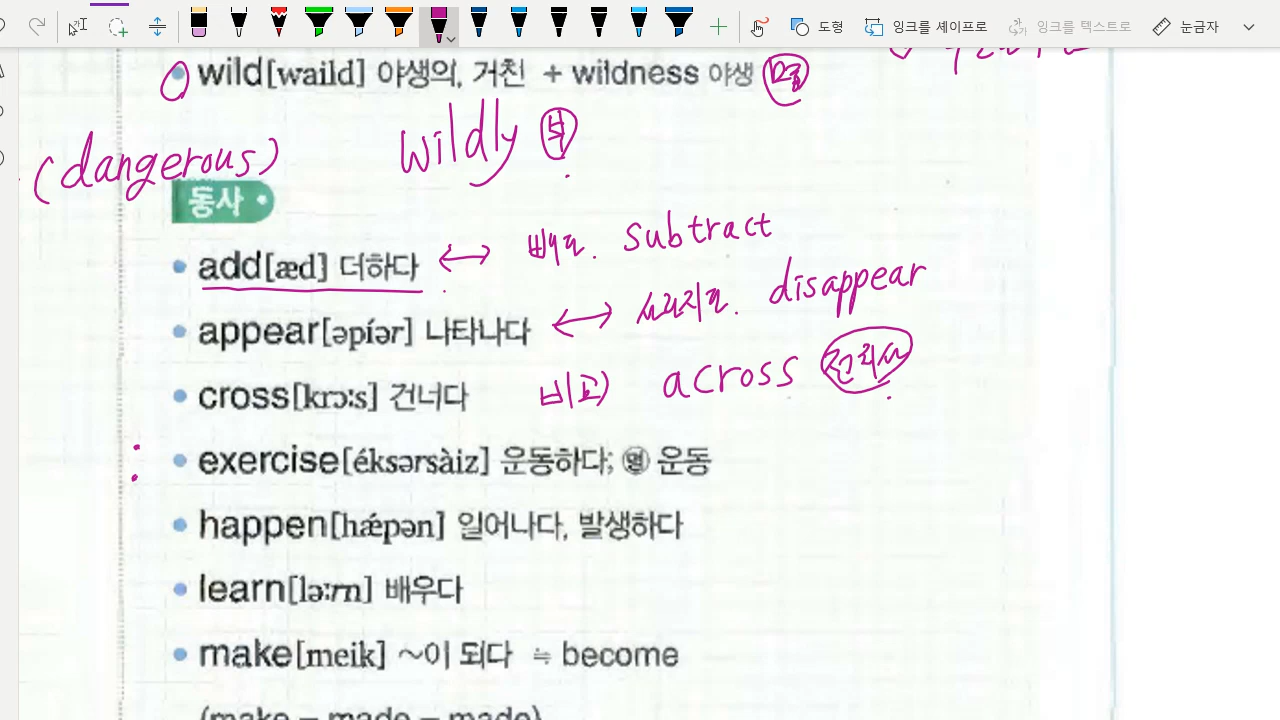 도형 잉크를 셰이프로 잉크를 텍스트로 눈금자
wild[waild] 야생의, 거친 + wildness 야생 명
(dangerous) wildly 부
동사
add[æd] 더하다 ↔ 빼다. subtract
appear[əpíər] 나타나다 ↔ 사라지다. disappear
cross[krɔːs] 건너다 비교) across 전치사
exercise[éksərsàiz] 운동하다; 명 운동
happen[hǽpən] 일어나다, 발생하다
learn[ləːrn] 배우다
make[meik] ~이 되다 ≒ become
(make – made – made)